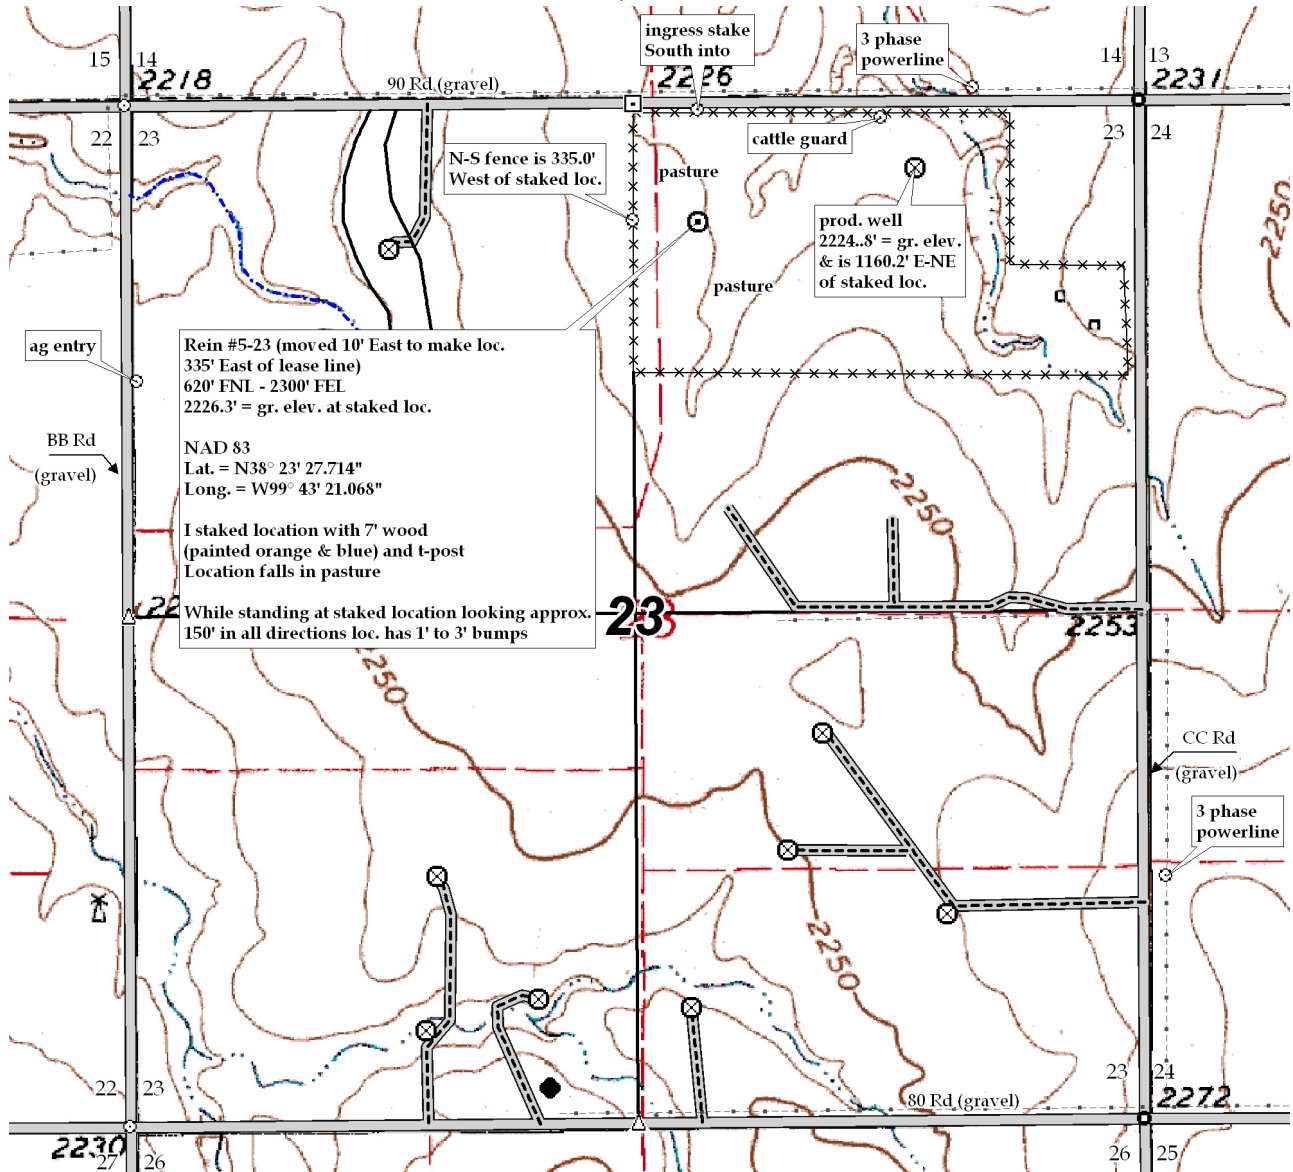 ingress stake
South into
3 phase
powerline
15
14
2218
90 Rd (gravel)
2226
14
13
2231
22
23
N-S fence is 335.0'
West of staked loc.
pasture
cattle guard
23
24
prod. well
2224..8' = gr. elev.
& is 1160.2' E-NE
of staked loc.
2250
pasture
ag entry
Rein #5-23 (moved 10' East to make loc.
335' East of lease line)
620' FNL - 2300' FEL
2226.3' = gr. elev. at staked loc.
NAD 83
Lat. = N38° 23' 27.714"
Long. = W99° 43' 21.068"
I staked location with 7' wood
(painted orange & blue) and t-post
Location falls in pasture
While standing at staked location looking approx.
150' in all directions loc. has 1' to 3' bumps
BB Rd
(gravel)
2250
23
2253
2250
CC Rd
(gravel)
3 phase
powerline
2250
22
23
80 Rd (gravel)
23
24
2272
2230
27
26
26
25